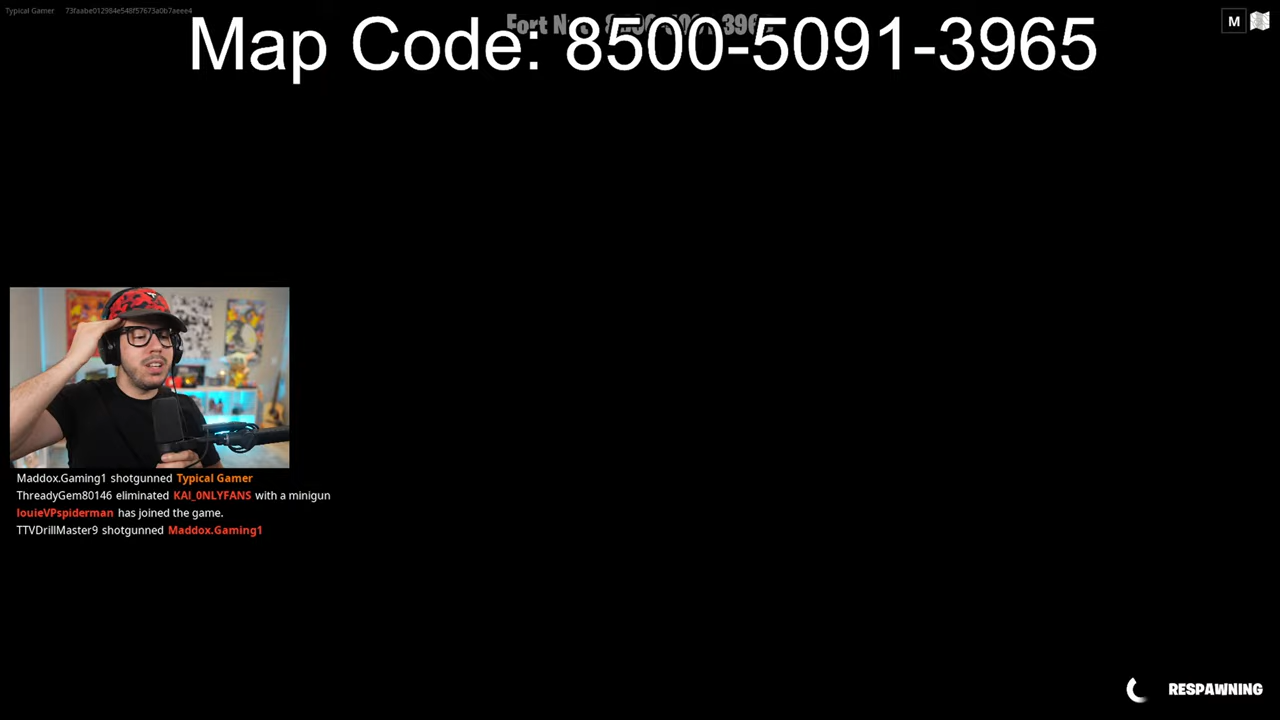 Typical Gamer
Map Code: 8500-5091-3965
M
Maddox.Gaming1 shotgunned Typical Gamer
ThreadyGem80146 eliminated KAI_0NLYFANS with a minigun
louieVPspiderman has joined the game.
TTVDrillMaster9 shotgunned Maddox.Gaming1
RESPAWNING